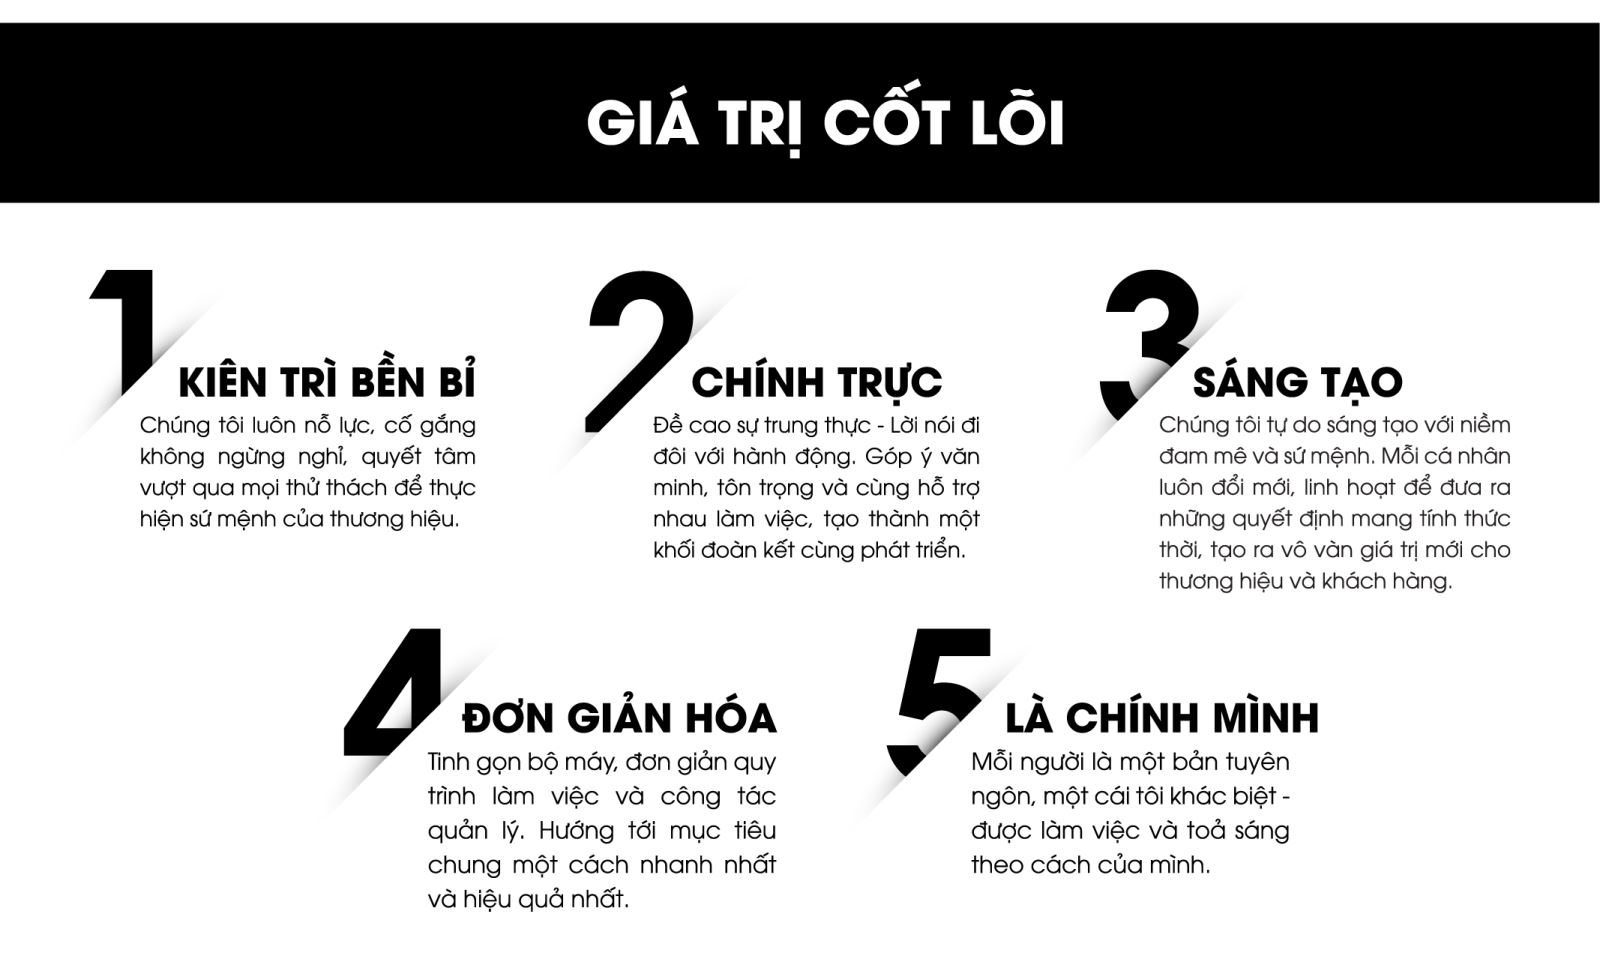 GIÁ TRỊ CỐT LÕI
1
KIÊN TRÌ BỀN BỈ
Chúng tôi luôn nỗ lực, cố gắng
không ngừng nghỉ, quyết tâm
vượt qua mọi thử thách để thực
hiện sứ mệnh của thương hiệu.
2
CHÍNH TRỰC
Đề cao sự trung thực - Lời nói đi
đôi với hành động. Góp ý văn
minh, tôn trọng và cùng hỗ trợ
nhau làm việc, tạo thành một
khối đoàn kết cùng phát triển.
3
SÁNG TẠO
Chúng tôi tự do sáng tạo với niềm
đam mê và sứ mệnh. Mỗi cá nhân
luôn đổi mới, linh hoạt để đưa ra
những quyết định mang tính thức
thời, tạo ra vô vàn giá trị mới cho
thương hiệu và khách hàng.
4
ĐƠN GIẢN HÓA
Tinh gọn bộ máy, đơn giản quy
trình làm việc và công tác
quản lý. Hướng tới mục tiêu
chung một cách nhanh nhất
và hiệu quả nhất.
5
LÀ CHÍNH MÌNH
Mỗi người là một bản tuyên
ngôn, một cái tôi khác biệt -
được làm việc và toả sáng
theo cách của mình.